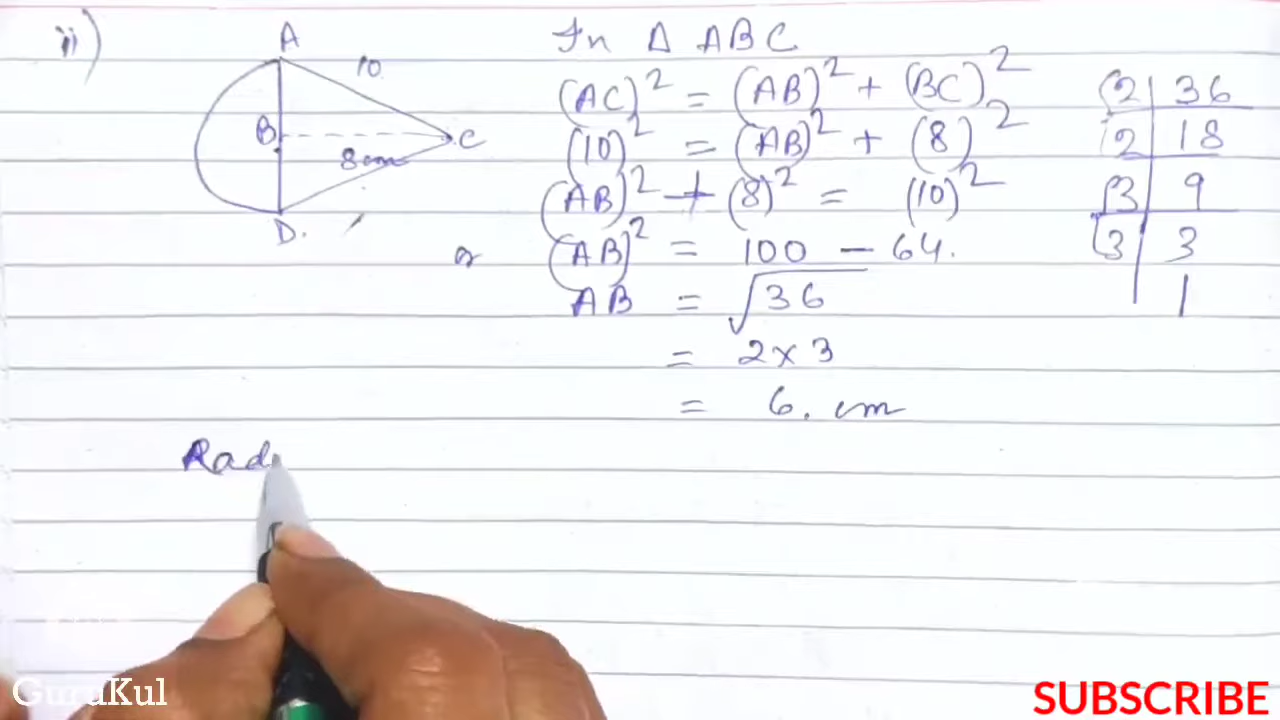 ii)
A
10
B
C
8cm
D.
In Δ ABC
(AC)² = (AB)² + (BC)²
(10)² = (AB)² + (8)²
(AB)² + (8)² = (10)²
or (AB)² = 100 - 64.
AB = √36
= 2 x 3
= 6. cm
2 36
2 18
3 9
3 3
1
Radi
GuruKul
SUBSCRIBE